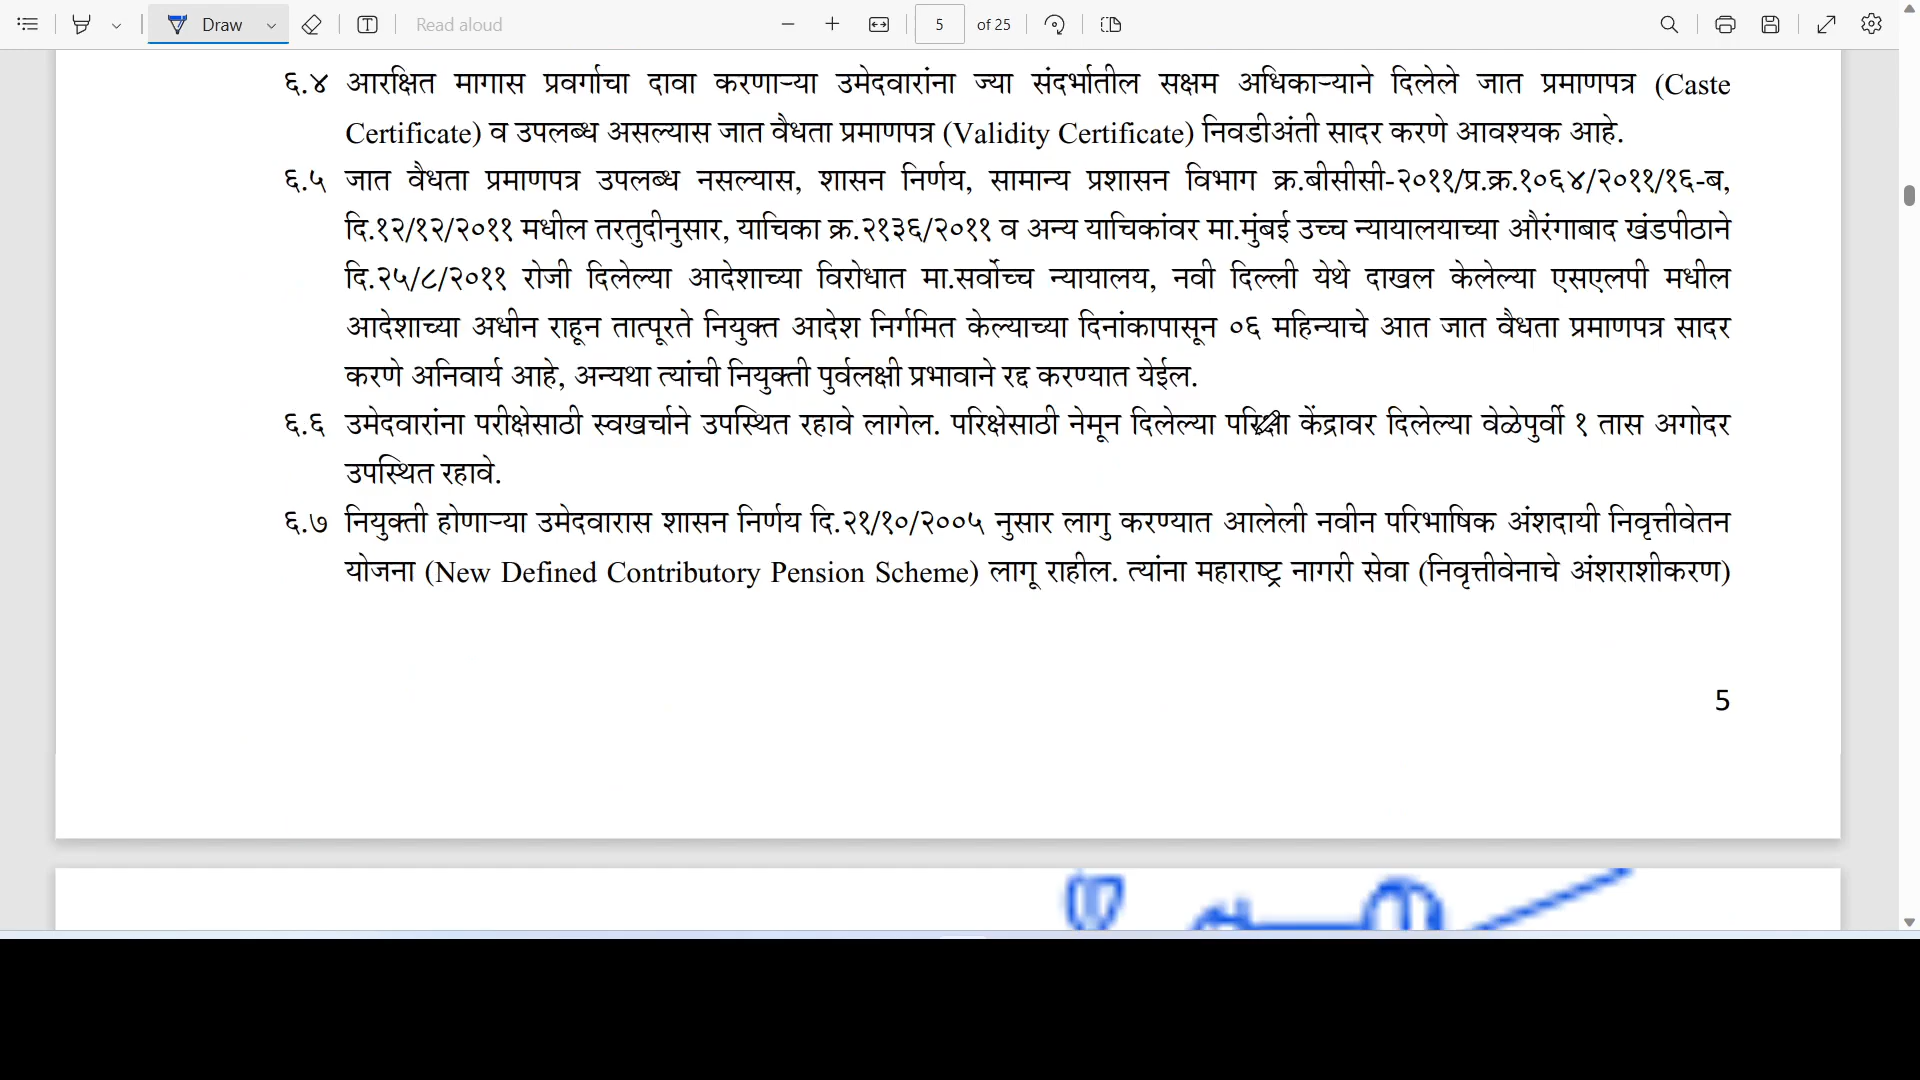 Draw
Read aloud
5 of 25
६.४ आरक्षित मागास प्रवर्गाचा दावा करणाऱ्या उमेदवारांना ज्या संदर्भातील सक्षम अधिकाऱ्याने दिलेले जात प्रमाणपत्र (Caste
Certificate) व उपलब्ध असल्यास जात वैधता प्रमाणपत्र (Validity Certificate) निवडीअंती सादर करणे आवश्यक आहे.
६.५ जात वैधता प्रमाणपत्र उपलब्ध नसल्यास, शासन निर्णय, सामान्य प्रशासन विभाग क्र.बीसीसी-२०११/प्र.क्र.१०६४/२०११/१६-ब,
दि.१२/१२/२०११ मधील तरतुदीनुसार, याचिका क्र.२१३६/२०११ व अन्य याचिकांवर मा.मुंबई उच्च न्यायालयाच्या औरंगाबाद खंडपीठाने
दि.२५/८/२०११ रोजी दिलेल्या आदेशाच्या विरोधात मा.सर्वोच्च न्यायालय, नवी दिल्ली येथे दाखल केलेल्या एसएलपी मधील
आदेशाच्या अधीन राहून तात्पूरते नियुक्त आदेश निर्गमित केल्याच्या दिनांकापासून ०६ महिन्याचे आत जात वैधता प्रमाणपत्र सादर
करणे अनिवार्य आहे, अन्यथा त्यांची नियुक्ती पुर्वलक्षी प्रभावाने रद्द करण्यात येईल.
६.६ उमेदवारांना परीक्षेसाठी स्वखर्चाने उपस्थित रहावे लागेल. परिक्षेसाठी नेमून दिलेल्या परिक्षा केंद्रावर दिलेल्या वेळेपुर्वी १ तास अगोदर
उपस्थित रहावे.
६.७ नियुक्ती होणाऱ्या उमेदवारास शासन निर्णय दि.२१/१०/२००५ नुसार लागु करण्यात आलेली नवीन परिभाषिक अंशदायी निवृत्तीवेतन
योजना (New Defined Contributory Pension Scheme) लागू राहील. त्यांना महाराष्ट्र नागरी सेवा (निवृत्तीवेनाचे अंशराशीकरण)
5